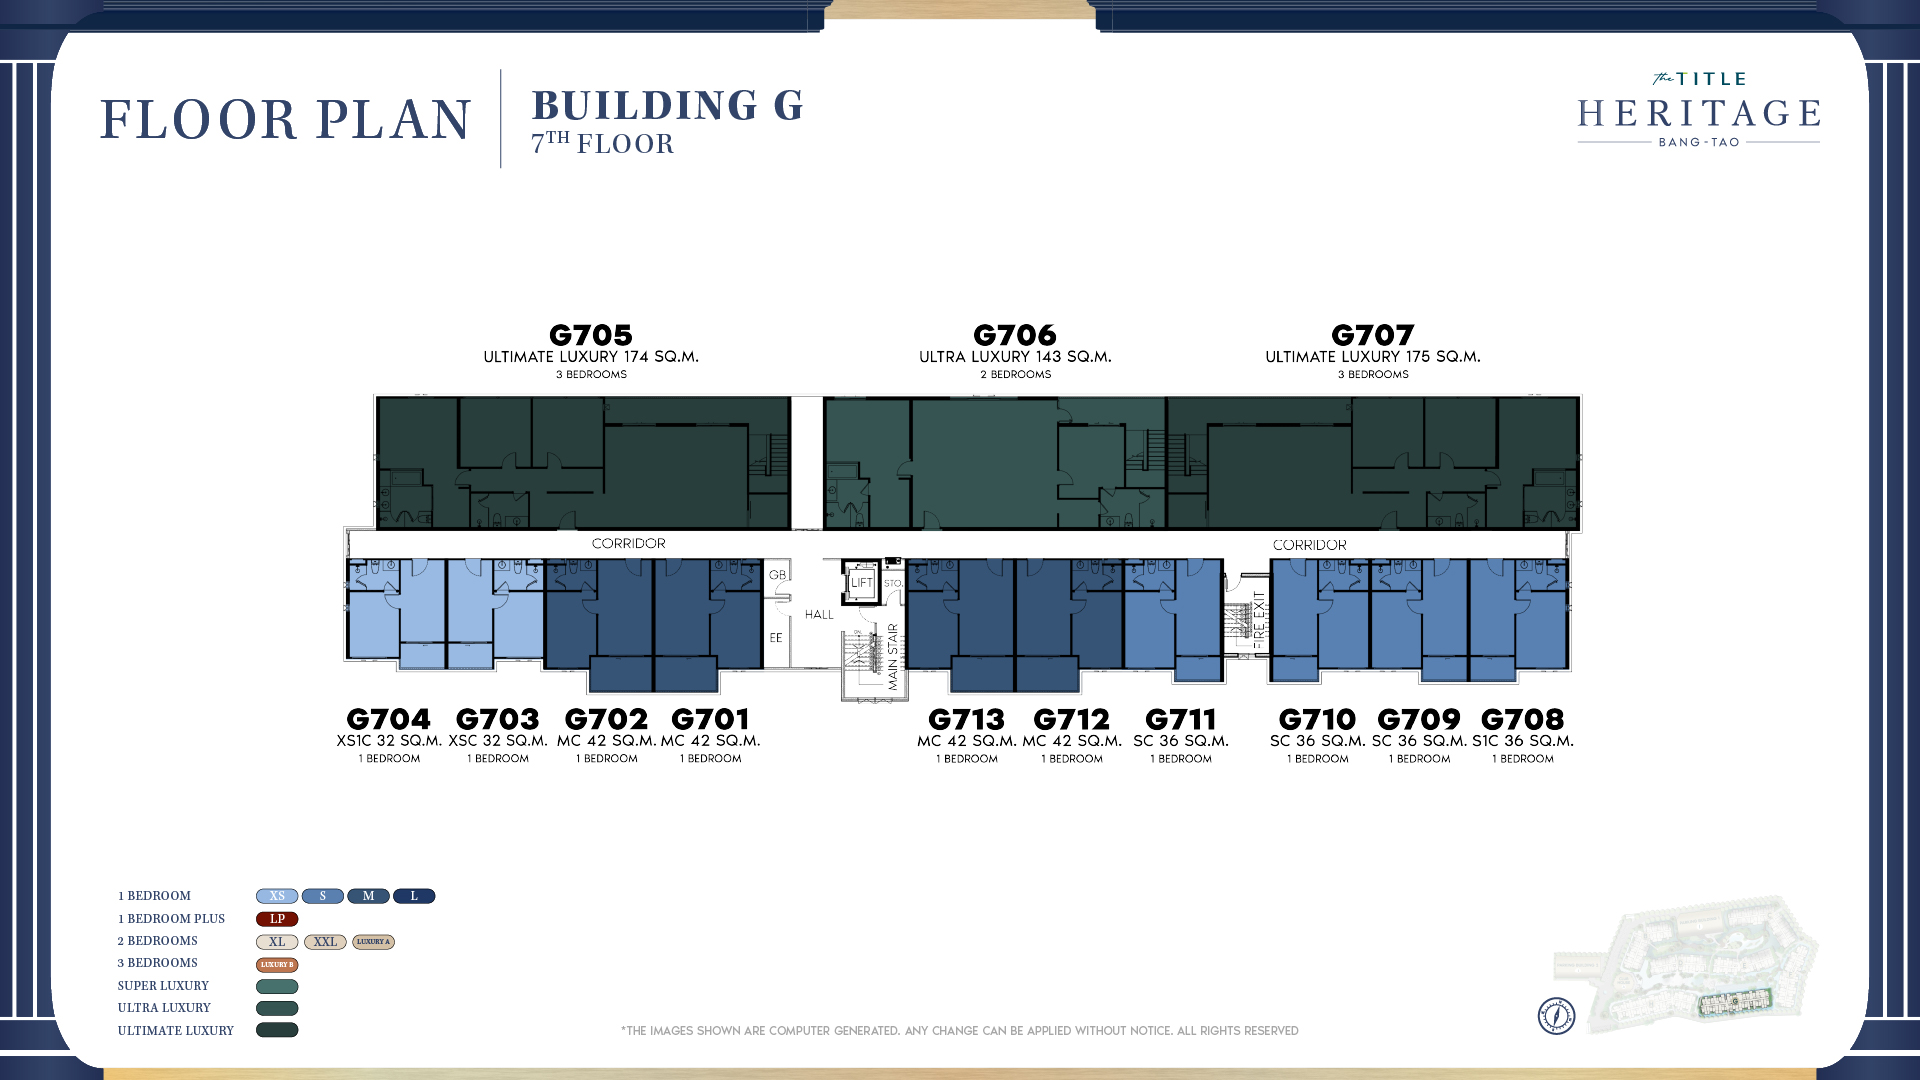 FLOOR PLAN
BUILDING G
7TH FLOOR
the TITLE
HERITAGE
BANG-TAO
G705
ULTIMATE LUXURY 174 SQ.M.
3 BEDROOMS
G706
ULTRA LUXURY 143 SQ.M.
2 BEDROOMS
G707
ULTIMATE LUXURY 175 SQ.M.
3 BEDROOMS
CORRIDOR
CORRIDOR
GB
EE
HALL
LIFT
STO.
MAIN STAIR
FIRE EXIT
G704
XS1C 32 SQ.M.
1 BEDROOM
G703
XSC 32 SQ.M.
1 BEDROOM
G702
MC 42 SQ.M.
1 BEDROOM
G701
MC 42 SQ.M.
1 BEDROOM
G713
MC 42 SQ.M.
1 BEDROOM
G712
MC 42 SQ.M.
1 BEDROOM
G711
SC 36 SQ.M.
1 BEDROOM
G710
SC 36 SQ.M.
1 BEDROOM
G709
SC 36 SQ.M.
1 BEDROOM
G708
S1C 36 SQ.M.
1 BEDROOM
1 BEDROOM XS S M L
1 BEDROOM PLUS LP
2 BEDROOMS XL XXL LUXURY A
3 BEDROOMS LUXURY B
SUPER LUXURY
ULTRA LUXURY
ULTIMATE LUXURY
*THE IMAGES SHOWN ARE COMPUTER GENERATED. ANY CHANGE CAN BE APPLIED WITHOUT NOTICE. ALL RIGHTS RESERVED